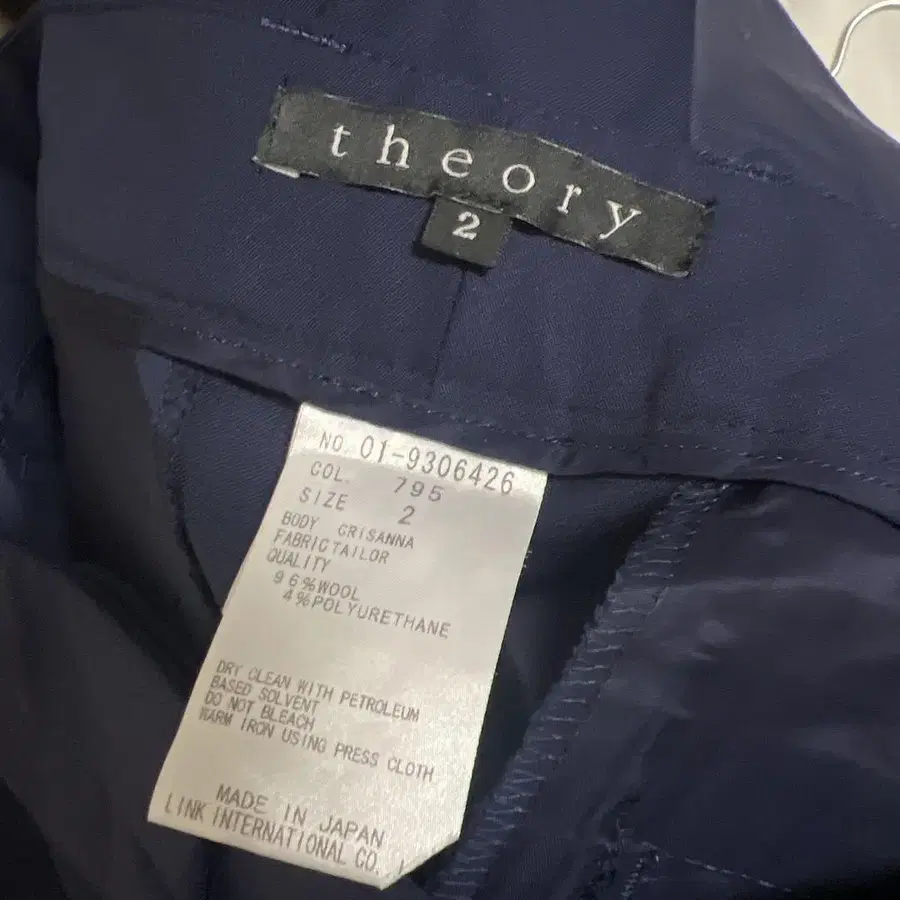 theory
2
NO. 01-9306426
COL. 795
SIZE 2
BODY GRISANNA
FABRIC TAILOR
QUALITY
96%WOOL
4%POLYURETHANE
DRY CLEAN WITH PETROLEUM
BASED SOLVENT
DO NOT BLEACH
WARM IRON USING PRESS CLOTH
MADE IN JAPAN
LINK INTERNATIONAL CO.